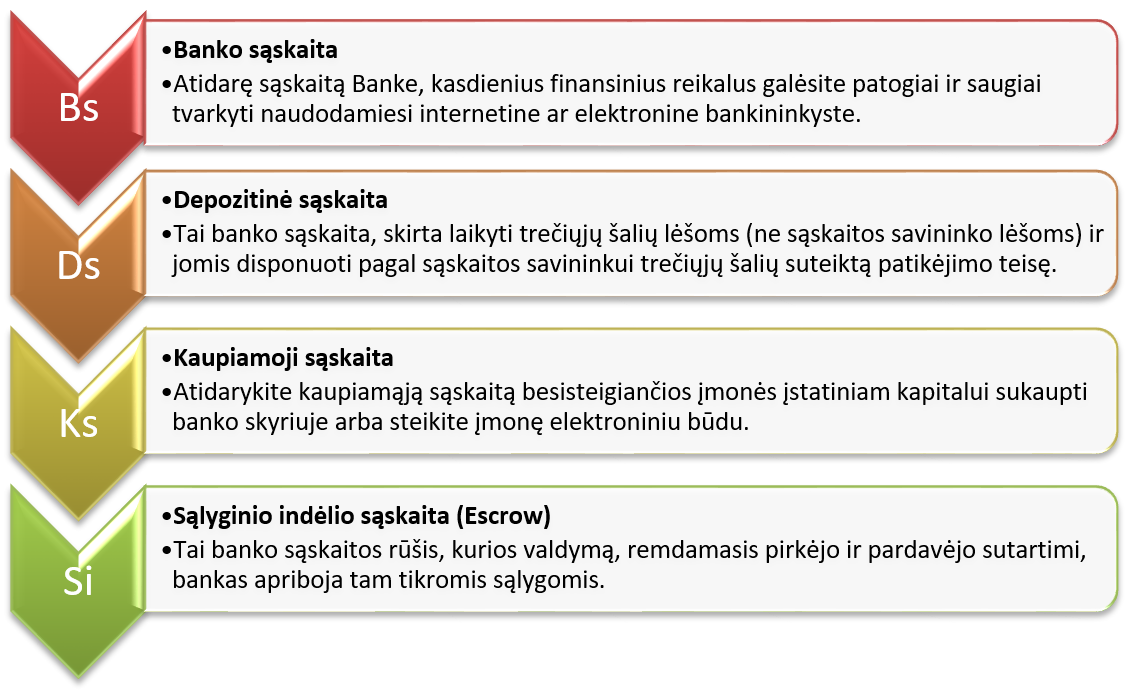 Bs
•Banko sąskaita
•Atidarę sąskaitą Banke, kasdienius finansinius reikalus galėsite patogiai ir saugiai
tvarkyti naudodamiesi internetine ar elektronine bankininkyste.
Ds
•Depozitinė sąskaita
•Tai banko sąskaita, skirta laikyti trečiųjų šalių lėšoms (ne sąskaitos savininko lėšoms) ir
jomis disponuoti pagal sąskaitos savininkui trečiųjų šalių suteiktą patikėjimo teisę.
Ks
•Kaupiamoji sąskaita
•Atidarykite kaupiamąją sąskaitą besisteigiančios įmonės įstatiniam kapitalui sukaupti
banko skyriuje arba steikite įmonę elektroniniu būdu.
Si
•Sąlyginio indėlio sąskaita (Escrow)
•Tai banko sąskaitos rūšis, kurios valdymą, remdamasis pirkėjo ir pardavėjo sutartimi,
bankas apriboja tam tikromis sąlygomis.